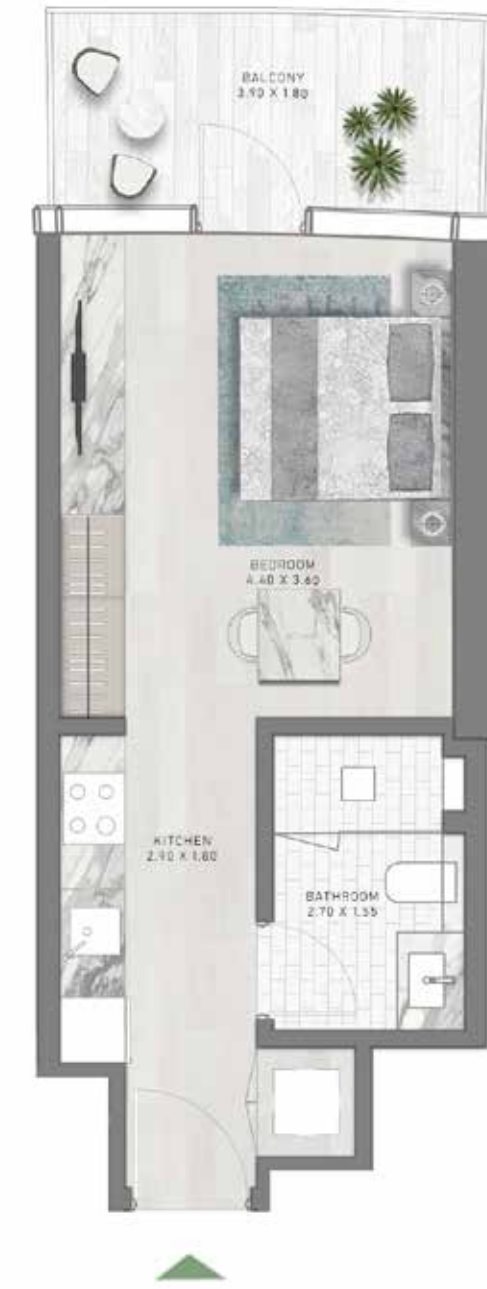 BALCONY
3.90 X 1.80
BEDROOM
4.40 X 3.60
KITCHEN
2.90 X 1.80
BATHROOM
2.70 X 1.55